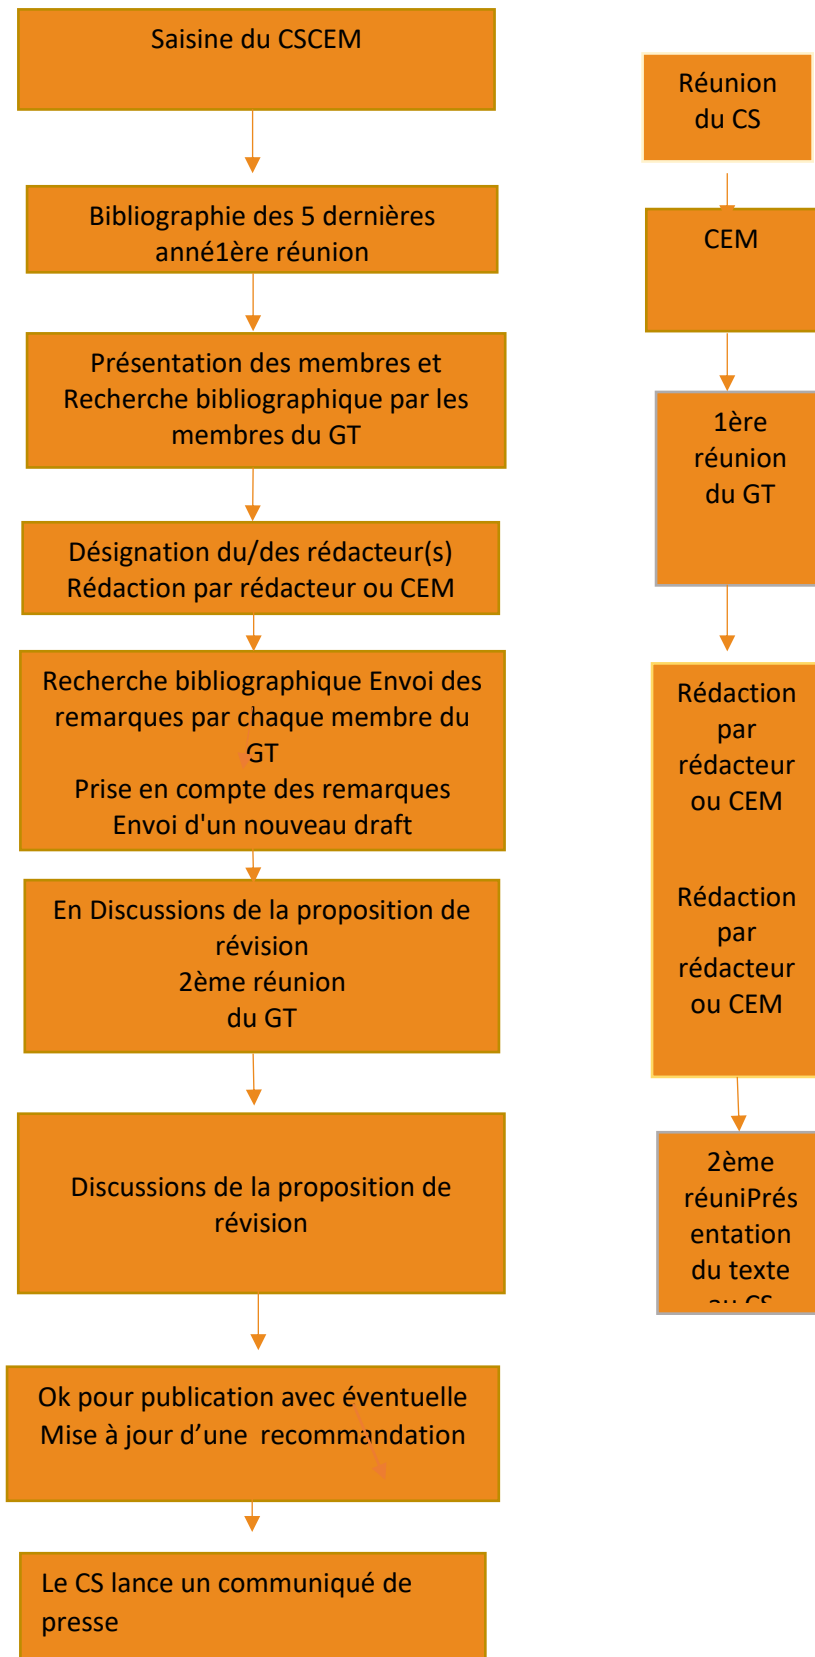 Saisine du CSCEM
Bibliographie des 5 dernières
anné1ère réunion
Présentation des membres et
Recherche bibliographique par les
membres du GT
Désignation du/des rédacteur(s)
Rédaction par rédacteur ou CEM
Recherche bibliographique Envoi des
remarques par chaque membre du
GT
Prise en compte des remarques
Envoi d'un nouveau draft
En Discussions de la proposition de
révision
2ème réunion
du GT
Discussions de la proposition de
révision
Ok pour publication avec éventuelle
Mise à jour d’une recommandation
Le CS lance un communiqué de
presse
Réunion
du CS
CEM
1ère
réunion
du GT
Rédaction
par
rédacteur
ou CEM
Rédaction
par
rédacteur
ou CEM
2ème
réuniPrés
entation
du texte
au CS